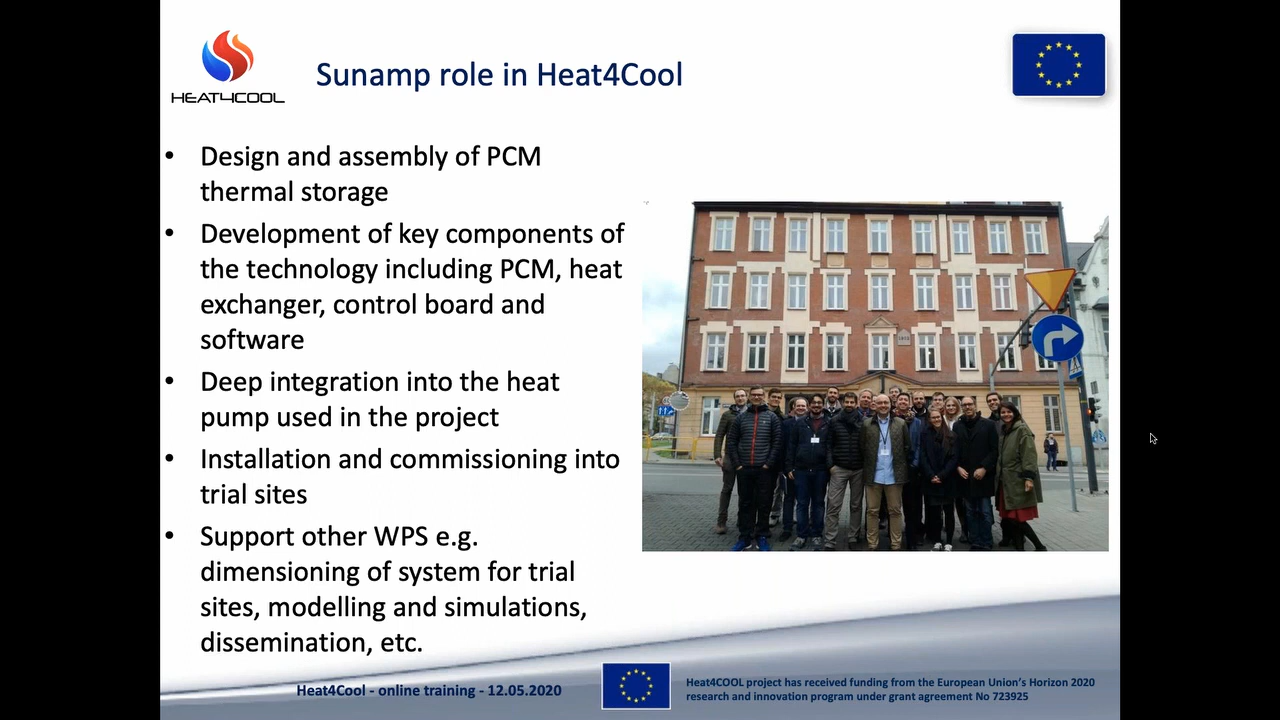 HEAT4COOL
Sunamp role in Heat4Cool
• Design and assembly of PCM
thermal storage
• Development of key components of
the technology including PCM, heat
exchanger, control board and
software
• Deep integration into the heat
pump used in the project
• Installation and commissioning into
trial sites
• Support other WPS e.g.
dimensioning of system for trial
sites, modelling and simulations,
dissemination, etc.
Heat4Cool - online training - 12.05.2020
Heat4Cool project has received funding from the European Union's Horizon 2020
research and innovation program under grant agreement No 723925